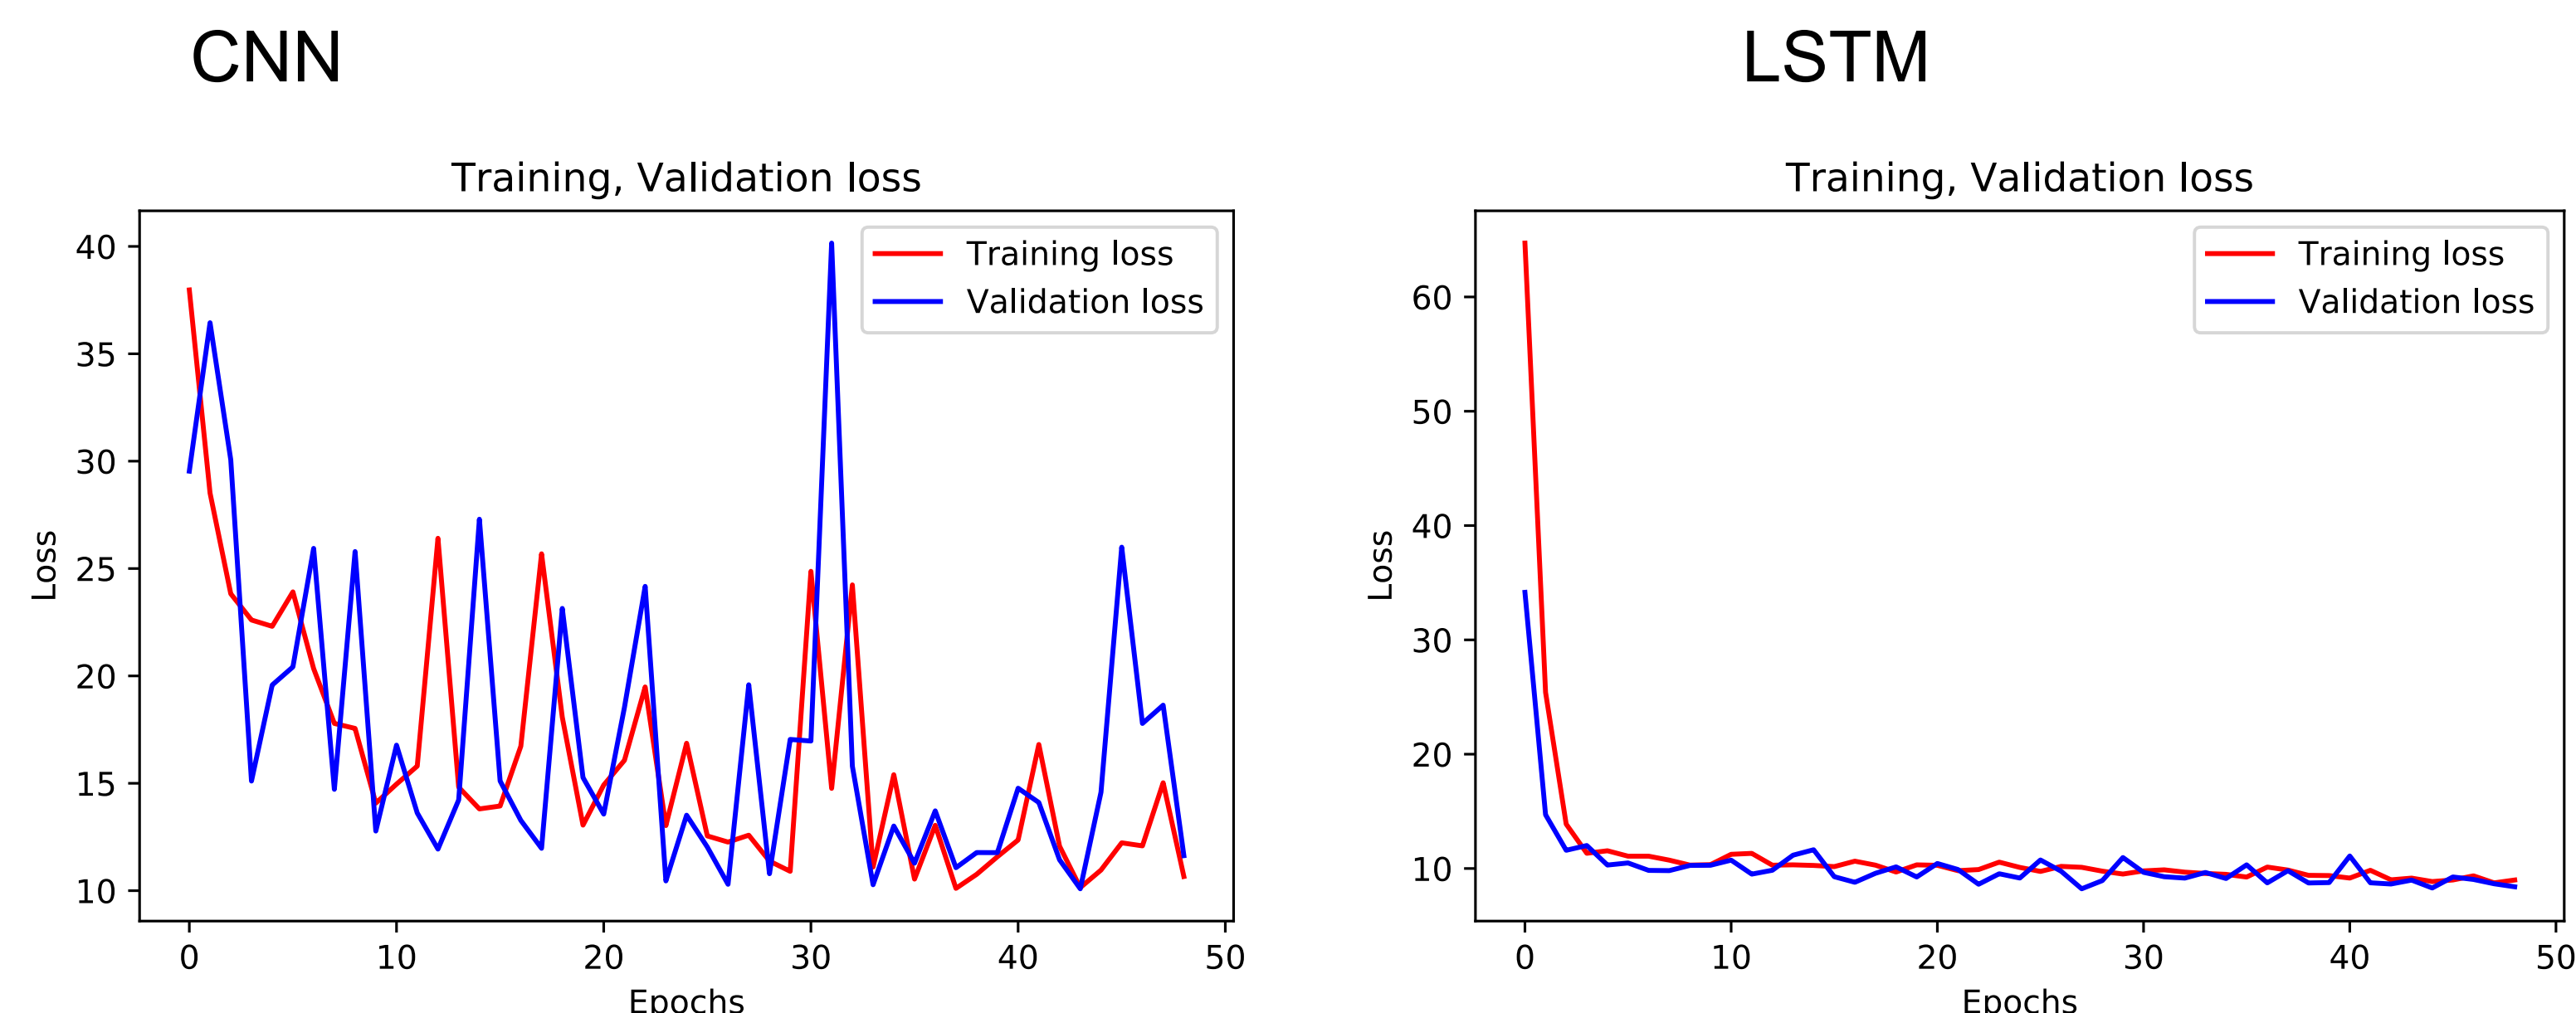 CNN
LSTM
Training, Validation loss
Training loss
Validation loss
40
35
30
25
20
15
10
Loss
0 10 20 30 40 50
Epochs
Training, Validation loss
Training loss
Validation loss
60
50
40
30
20
10
Loss
0 10 20 30 40 50
Epochs